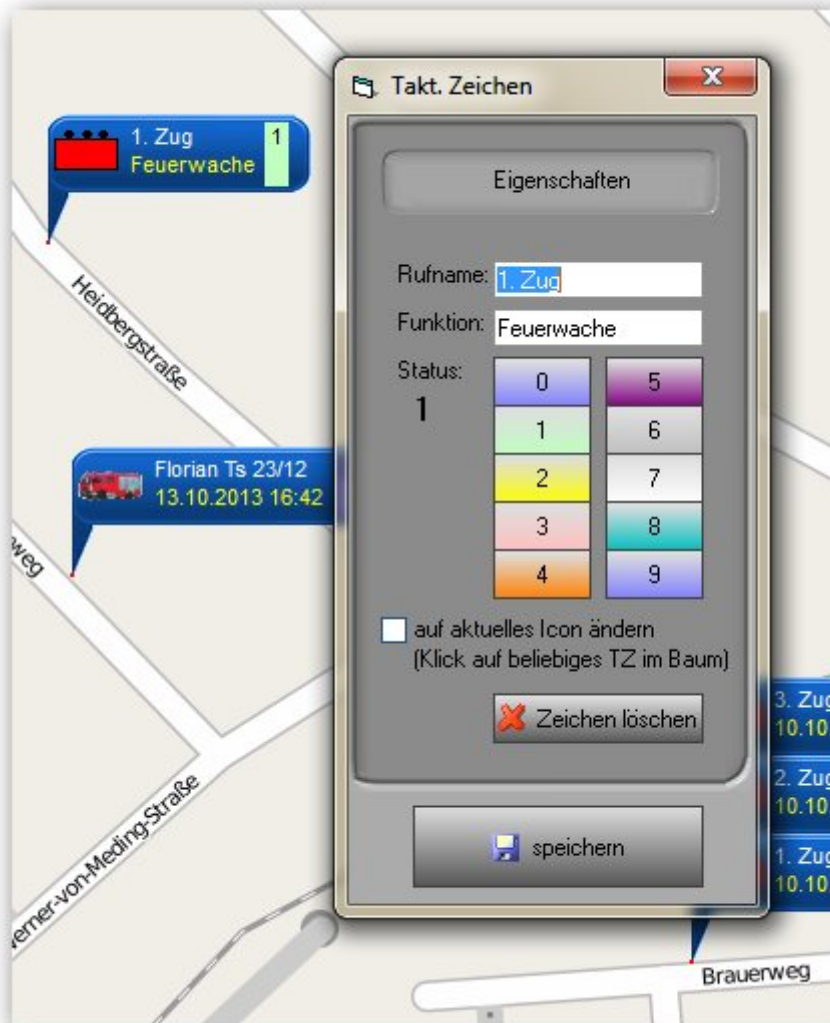 1. Zug
1
Feuerwache
Heidbergstraße
Florian Ts 23/12
13.10.2013 16:42
weg
Werner-von-Meding-Straße
Takt. Zeichen
X
Eigenschaften
Rufname: 1. Zug
Funktion: Feuerwache
Status:
1
0 5
1 6
2 7
3 8
4 9
auf aktuelles Icon ändern
(Klick auf beliebiges TZ im Baum)
Zeichen löschen
speichern
3. Zug
10.10
2. Zug
10.10
1. Zug
10.10
Brauerweg